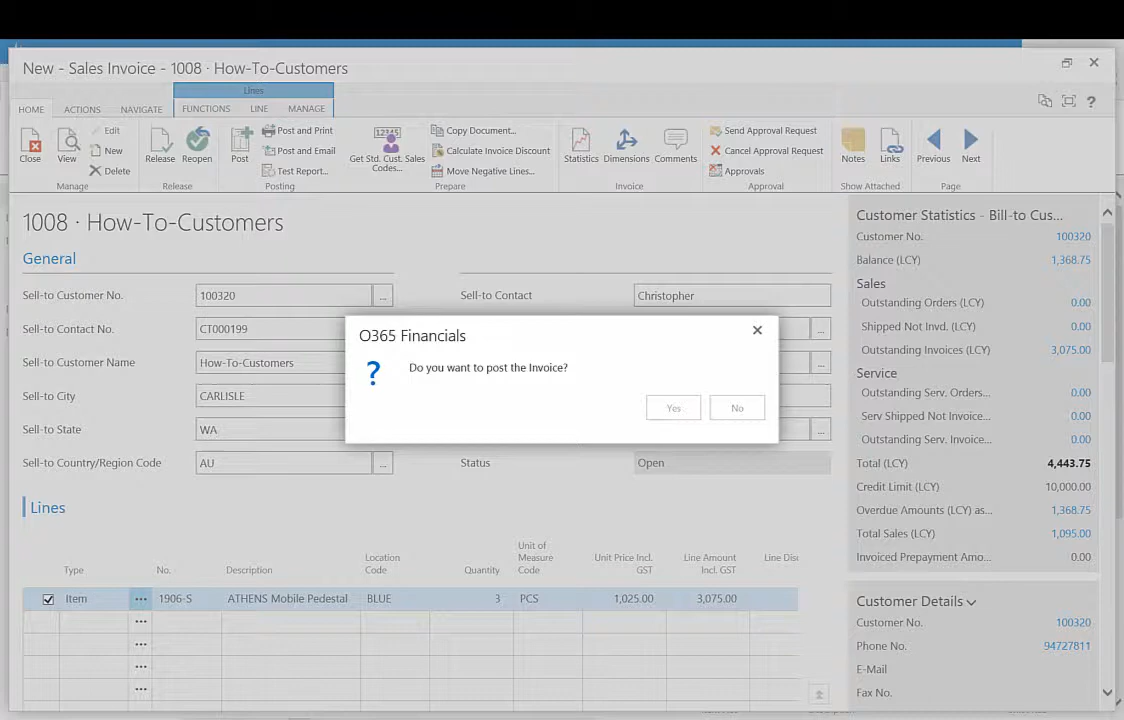 New - Sales Invoice - 1008 · How-To-Customers
Lines
HOME ACTIONS NAVIGATE FUNCTIONS LINE MANAGE
Close View Edit New Delete
Manage
Release Reopen
Release
Post Post and Print Post and Email Test Report...
Posting
12345
Get Std. Cust. Sales Codes... Copy Document... Calculate Invoice Discount Move Negative Lines...
Prepare
Statistics Dimensions Comments
Invoice
Send Approval Request Cancel Approval Request Approvals
Approval
Notes Links
Show Attached
Previous Next
Page
1008 · How-To-Customers
General
Sell-to Customer No. 100320 ...
Sell-to Contact Christopher
Sell-to Contact No. CT000199
Sell-to Customer Name How-To-Customers
Sell-to City CARLISLE
Sell-to State WA
Sell-to Country/Region Code AU ...
Status Open
O365 Financials
Do you want to post the Invoice?
Yes No
Lines
Type No. Description Location Code Quantity Unit of Measure Code Unit Price Incl. GST Line Amount Incl. GST Line Disc
Item ... 1906-S ATHENS Mobile Pedestal BLUE 3 PCS 1,025.00 3,075.00
Customer Statistics - Bill-to Cus...
Customer No. 100320
Balance (LCY) 1,368.75
Sales
Outstanding Orders (LCY) 0.00
Shipped Not Invd. (LCY) 0.00
Outstanding Invoices (LCY) 3,075.00
Service
Outstanding Serv. Orders... 0.00
Serv Shipped Not Invoice... 0.00
Outstanding Serv. Invoice... 0.00
Total (LCY) 4,443.75
Credit Limit (LCY) 10,000.00
Overdue Amounts (LCY) as... 1,368.75
Total Sales (LCY) 1,095.00
Invoiced Prepayment Amo... 0.00
Customer Details
Customer No. 100320
Phone No. 94727811
E-Mail
Fax No.